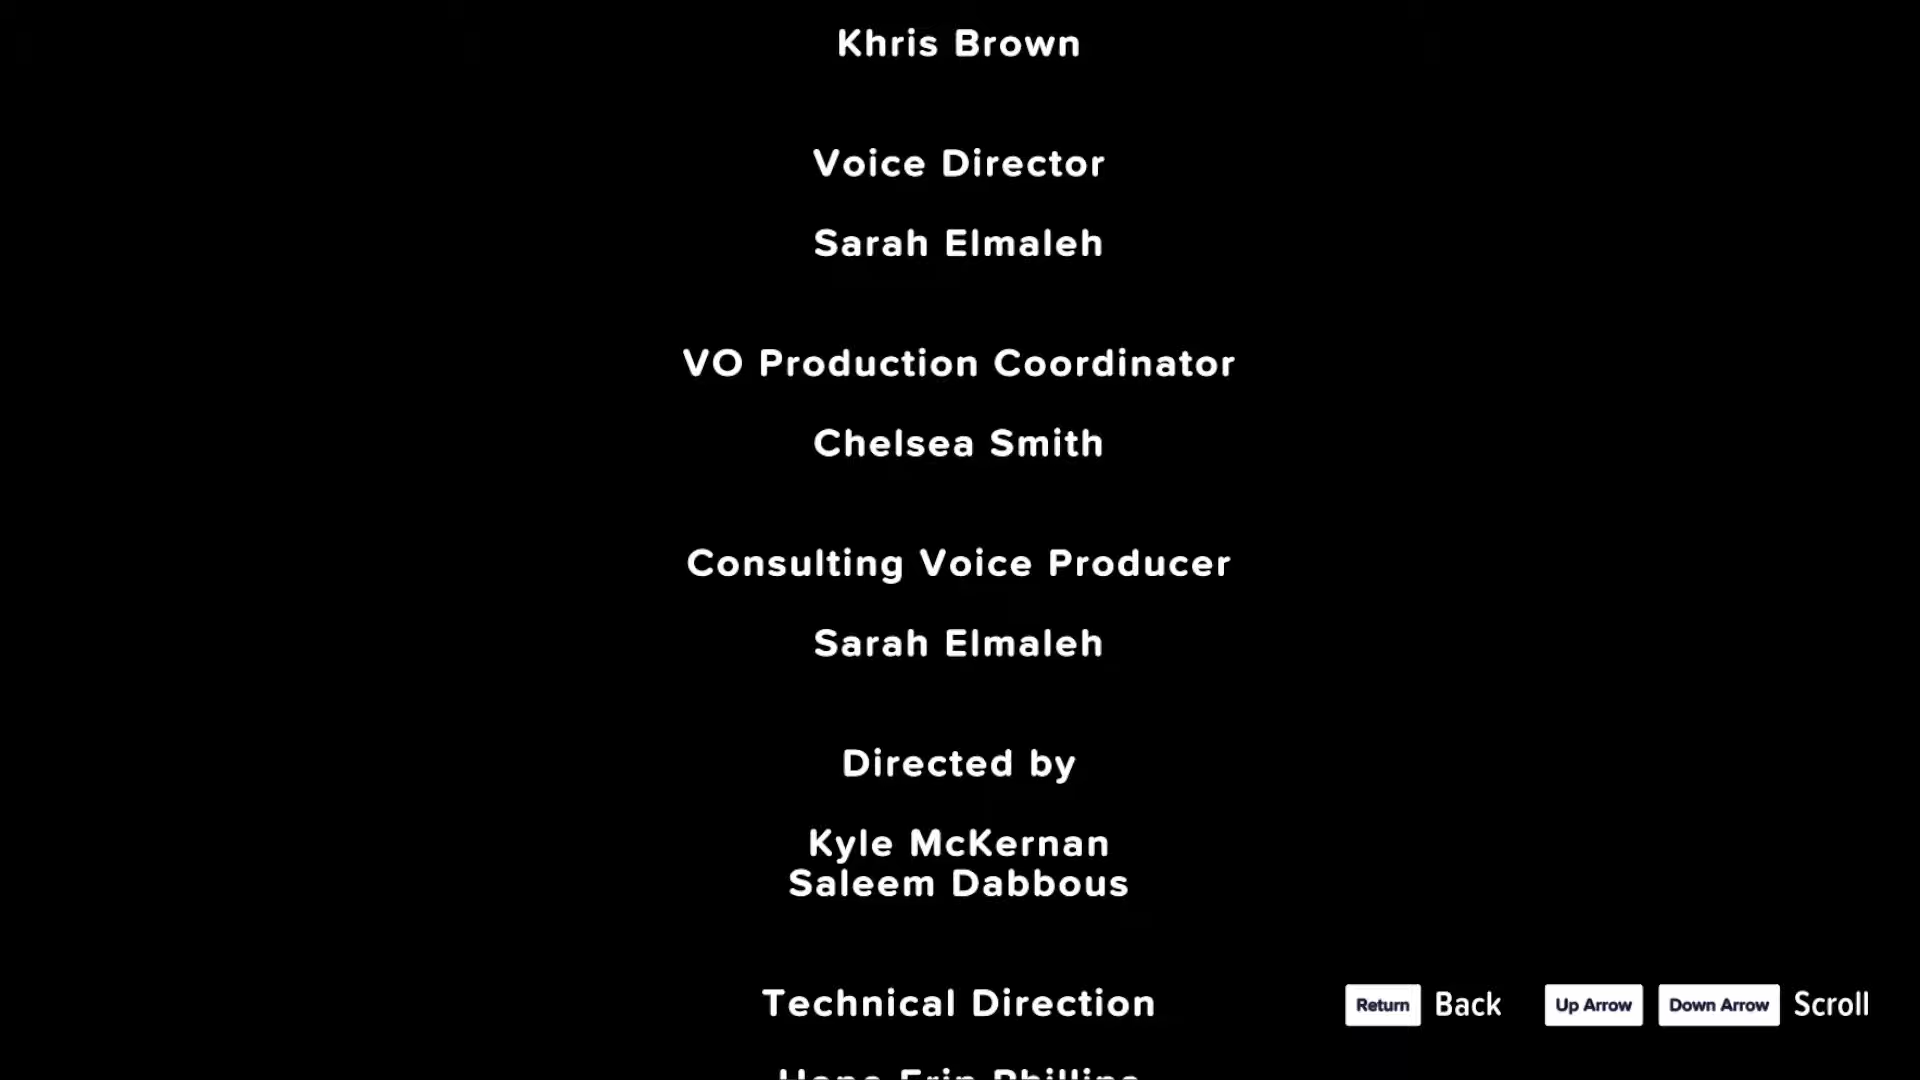 Khris Brown
Voice Director
Sarah Elmaleh
VO Production Coordinator
Chelsea Smith
Consulting Voice Producer
Sarah Elmaleh
Directed by
Kyle McKernan
Saleem Dabbous
Technical Direction
Return Back Up Arrow Down Arrow Scroll